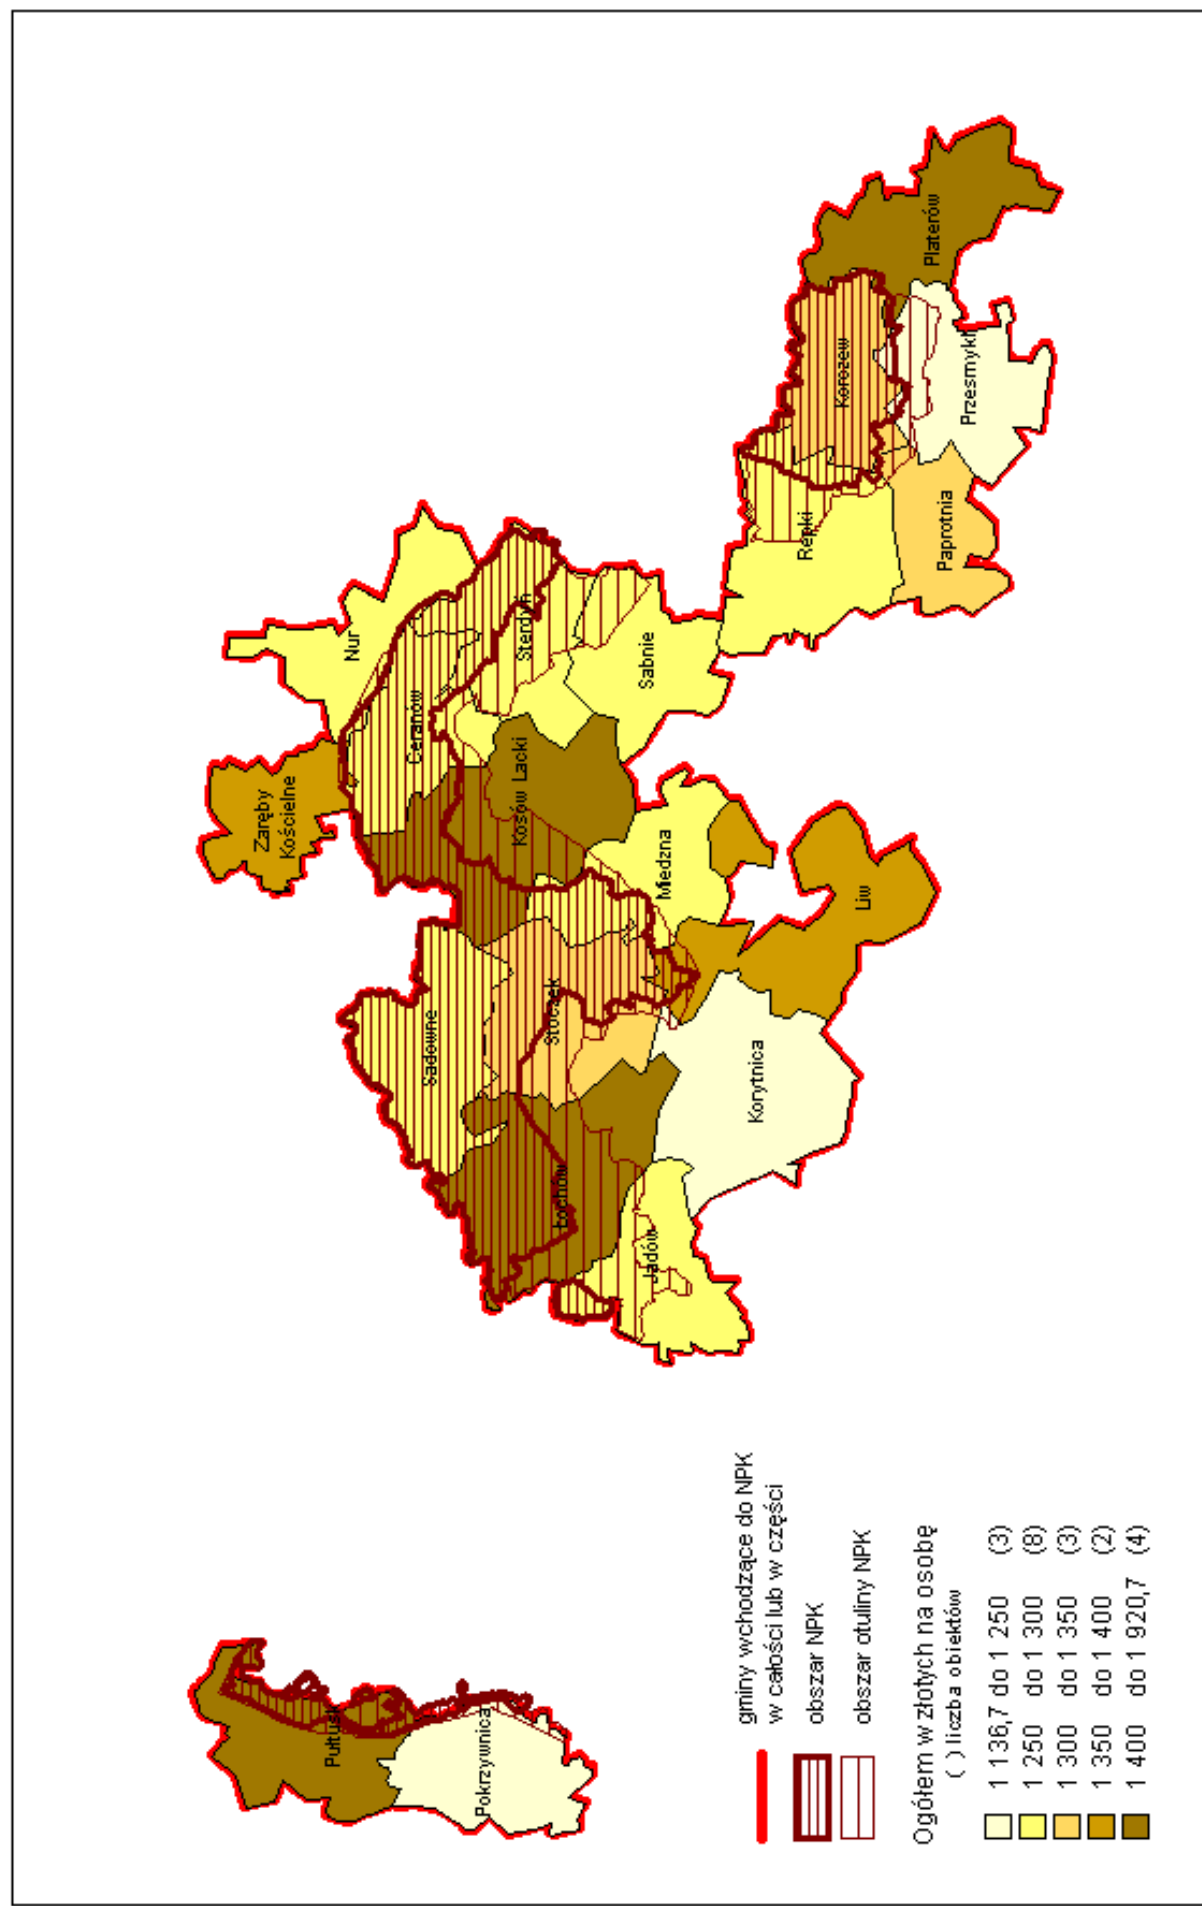 Pułtusk
Pokrzywnica
Zaręby
Kościelne
Nur
Sadowne
Ceranów
Sterdyń
Kosów Lacki
Stoczek
Łochów
Jadów
Miedzna
Sabnie
Korytnica
Liw
Repki
Korczew
Paprotnia
Przesmyki
Platerów
gminy wchodzące do NPK
w całości lub w części
obszar NPK
obszar otuliny NPK
Ogółem w złotych na osobę
( ) liczba obiektów
1 136,7 do 1 250 (3)
1 250 do 1 300 (8)
1 300 do 1 350 (3)
1 350 do 1 400 (2)
1 400 do 1 920,7 (4)